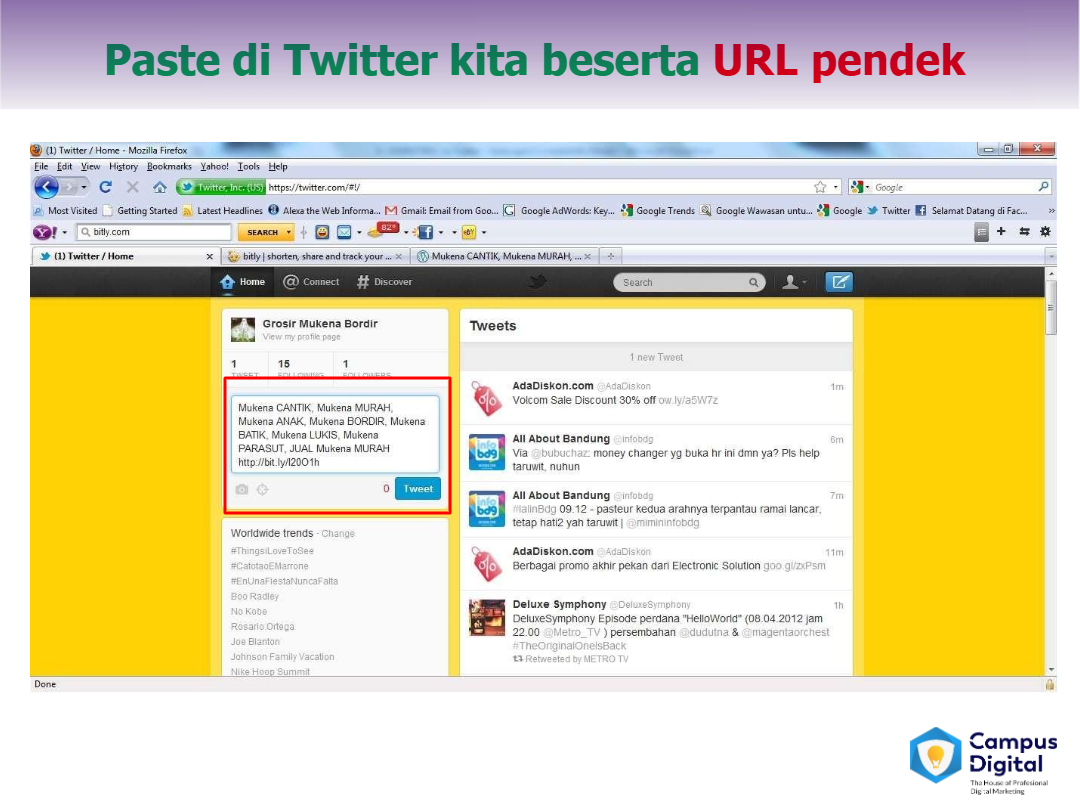 Paste di Twitter kita beserta URL pendek
(1) Twitter / Home - Mozilla Firefox
File Edit View History Bookmarks Yahoo! Tools Help
Twitter, Inc. (US) https://twitter.com/#!/ Google
Most Visited Getting Started Latest Headlines Alexa the Web Informa... Gmail: Email from Goo... Google AdWords: Key... Google Trends Google Wawasan untu... Google Twitter Selamat Datang di Fac... »
Y! bitly.com SEARCH 82°
(1) Twitter / Home bitly | shorten, share and track your ... Mukena CANTIK, Mukena MURAH, ...
Home Connect Discover Search
Grosir Mukena Bordir
View my profile page
1 15 1
TWEET FOLLOWING FOLLOWERS
Mukena CANTIK, Mukena MURAH,
Mukena ANAK, Mukena BORDIR, Mukena
BATIK, Mukena LUKIS, Mukena
PARASUT, JUAL Mukena MURAH
http://bit.ly/I20O1h
0 Tweet
Worldwide trends · Change
#ThingsILoveToSee
#CatotaoEMarrone
#EnUnaFiestaNuncaFalta
Boo Radley
No Kobe
Rosario Ortega
Joe Blanton
Johnson Family Vacation
Nike Hoop Summit
Tweets
1 new Tweet
AdaDiskon.com @AdaDiskon 1m
Volcom Sale Discount 30% off ow.ly/a5W7z
All About Bandung @infobdg 6m
Via @bubuchaz: money changer yg buka hr ini dmn ya? Pls help
taruwit, nuhun
All About Bandung @infobdg 7m
#lalinBdg 09.12 - pasteur kedua arahnya terpantau ramai lancar,
tetap hati2 yah taruwit | @mimininfobdg
AdaDiskon.com @AdaDiskon 11m
Berbagai promo akhir pekan dari Electronic Solution goo.gl/zxPsm
Deluxe Symphony @DeluxeSymphony 1h
DeluxeSymphony Episode perdana "HelloWorld" (08.04.2012 jam
22.00 @Metro_TV ) persembahan @dudutna & @magentaorchest
#TheOriginalOneIsBack
Retweeted by METRO TV
Done
Campus
Digital
The House of Profesional
Digital Marketing